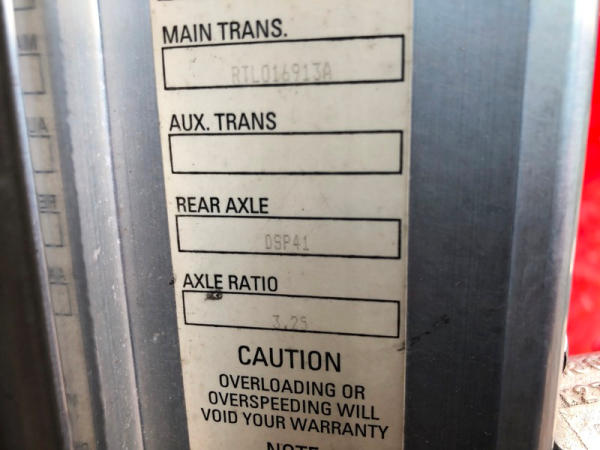 MAIN TRANS.
RTLO16913A
AUX. TRANS
REAR AXLE
DSP41
AXLE RATIO
3.25
CAUTION
OVERLOADING OR
OVERSPEEDING WILL
VOID YOUR WARRANTY
NOTE